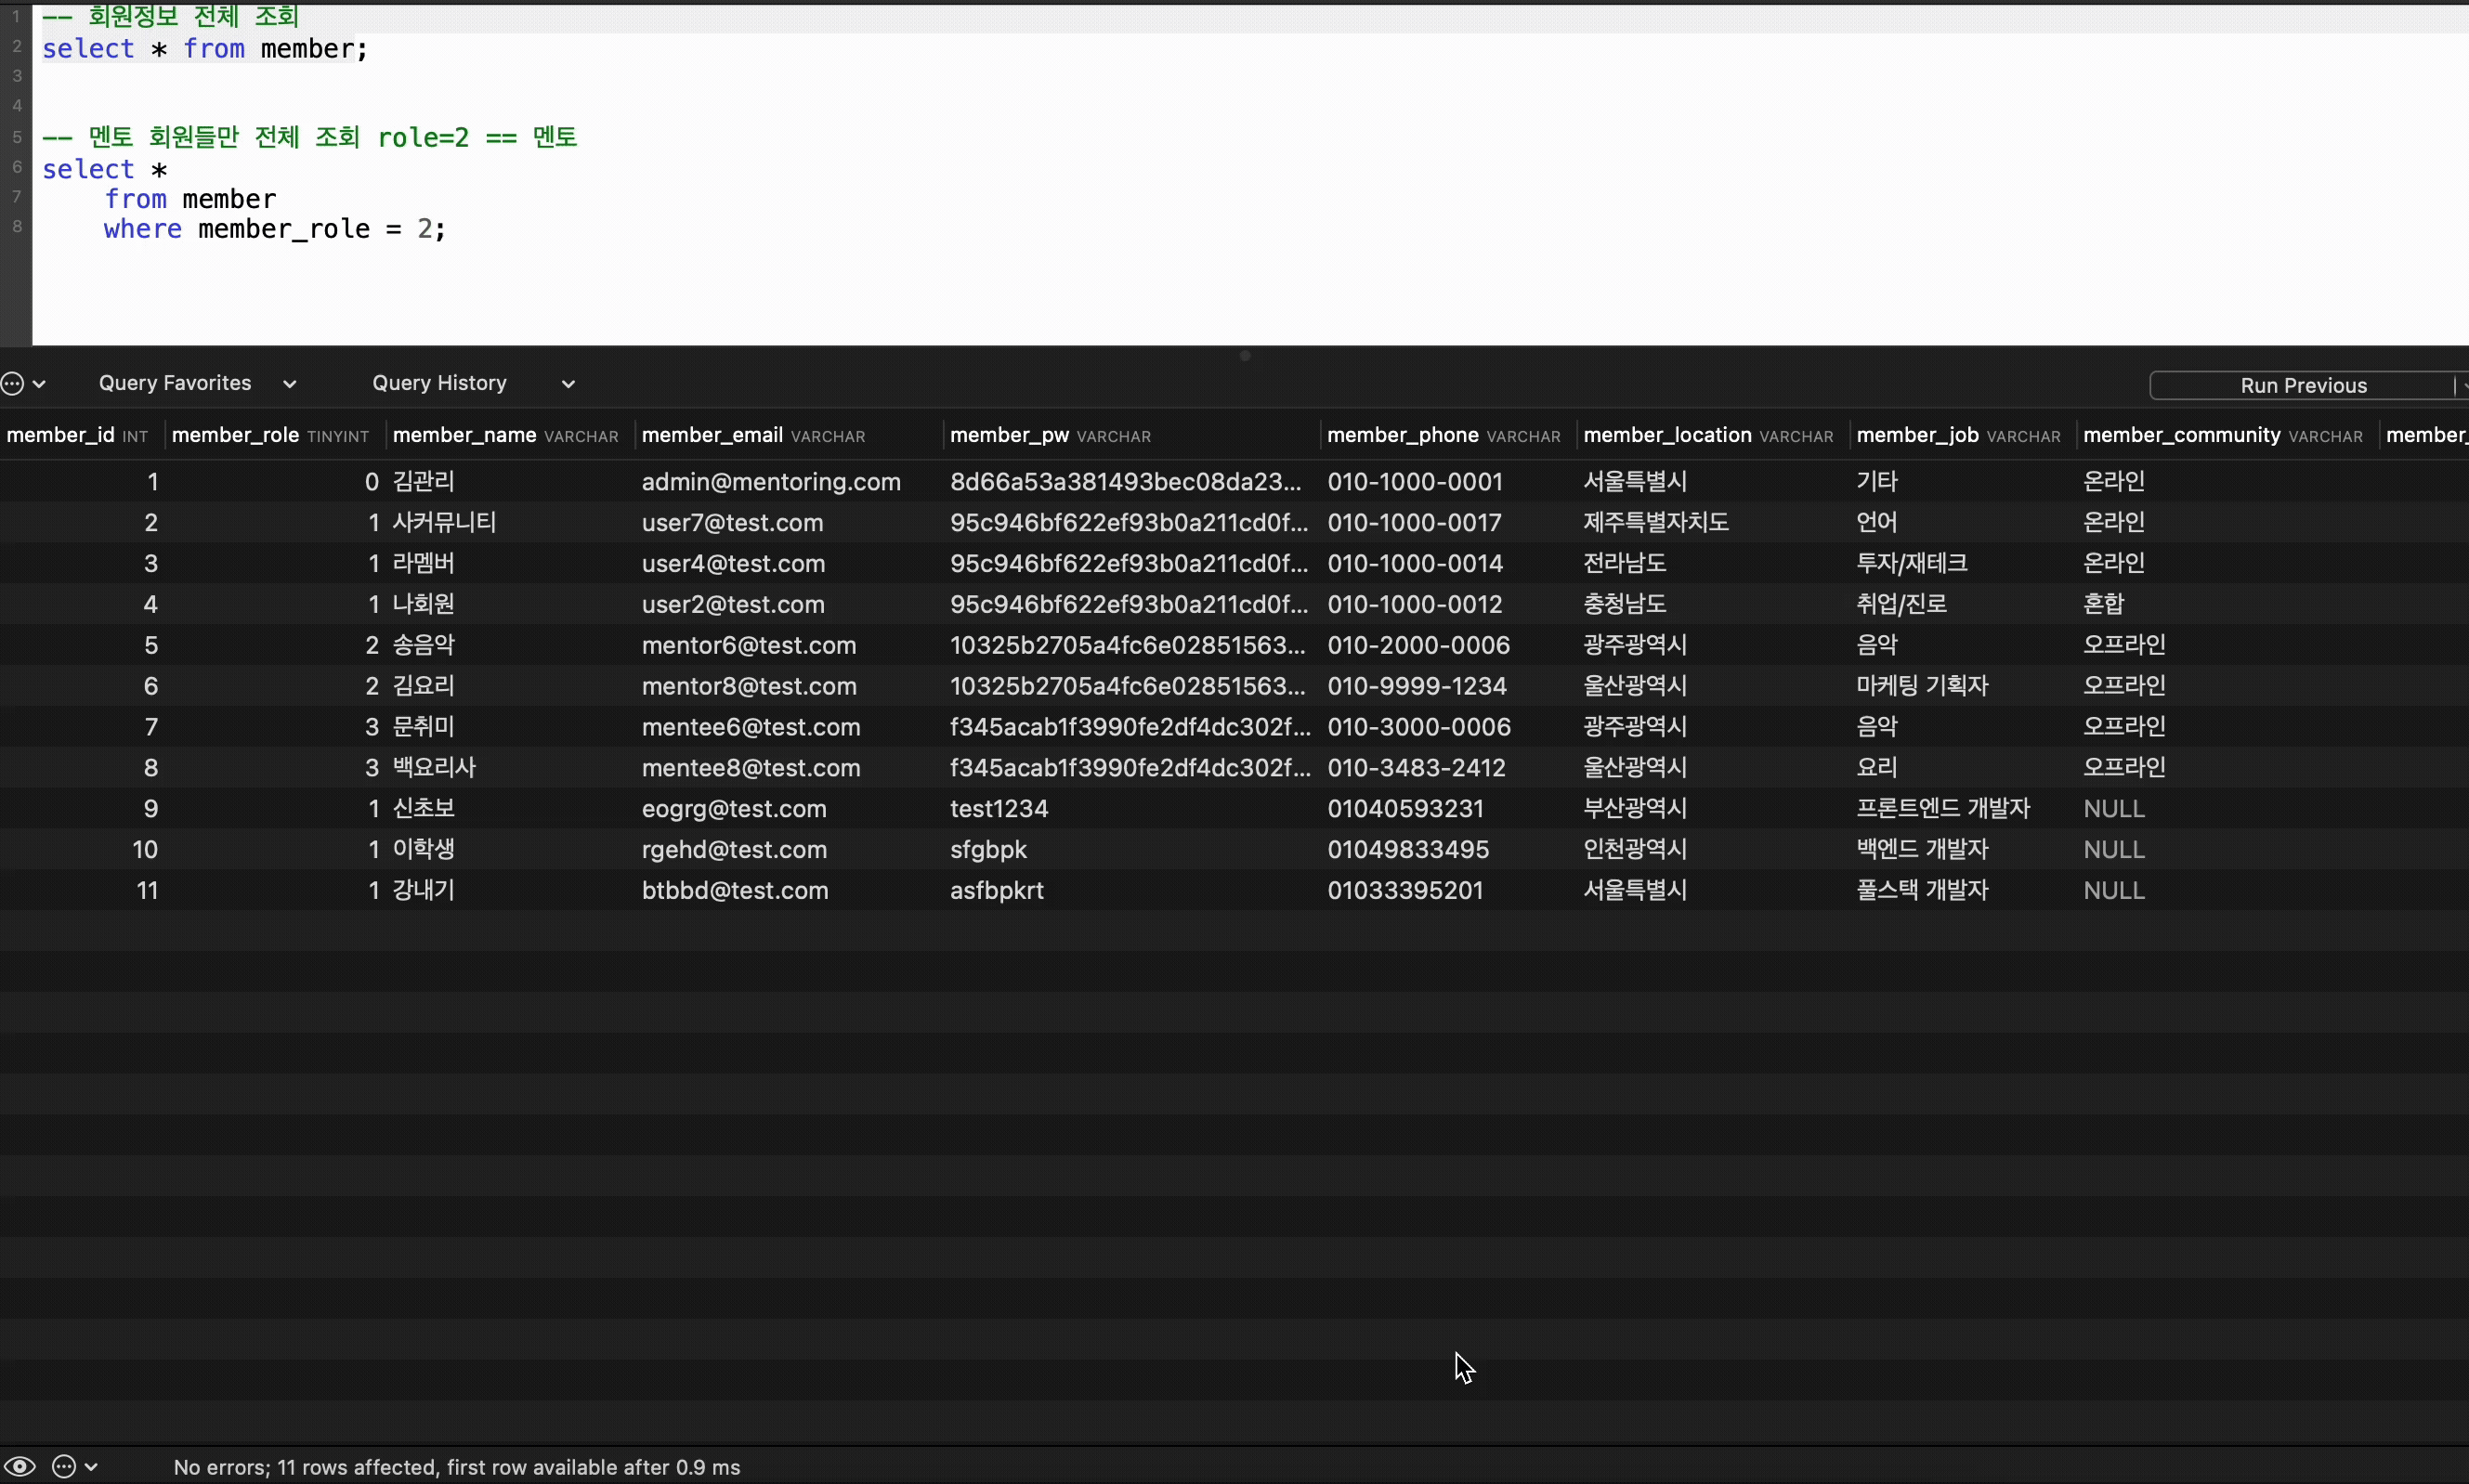 1 -- 회원정보 전체 조회
2 select * from member;
3
4
5 -- 멘토 회원들만 전체 조회 role=2 == 멘토
6 select *
7 from member
8 where member_role = 2;
Query Favorites Query History Run Previous
member_id INT member_role TINYINT member_name VARCHAR member_email VARCHAR member_pw VARCHAR member_phone VARCHAR member_location VARCHAR member_job VARCHAR member_community VARCHAR member_
1 0 김관리 admin@mentoring.com 8d66a53a381493bec08da23... 010-1000-0001 서울특별시 기타 온라인
2 1 사커뮤니티 user7@test.com 95c946bf622ef93b0a211cd0f... 010-1000-0017 제주특별자치도 언어 온라인
3 1 라멤버 user4@test.com 95c946bf622ef93b0a211cd0f... 010-1000-0014 전라남도 투자/재테크 온라인
4 1 나회원 user2@test.com 95c946bf622ef93b0a211cd0f... 010-1000-0012 충청남도 취업/진로 혼합
5 2 송음악 mentor6@test.com 10325b2705a4fc6e02851563... 010-2000-0006 광주광역시 음악 오프라인
6 2 김요리 mentor8@test.com 10325b2705a4fc6e02851563... 010-9999-1234 울산광역시 마케팅 기획자 오프라인
7 3 문취미 mentee6@test.com f345acab1f3990fe2df4dc302f... 010-3000-0006 광주광역시 음악 오프라인
8 3 백요리사 mentee8@test.com f345acab1f3990fe2df4dc302f... 010-3483-2412 울산광역시 요리 오프라인
9 1 신초보 eogrg@test.com test1234 01040593231 부산광역시 프론트엔드 개발자 NULL
10 1 이학생 rgehd@test.com sfgbpk 01049833495 인천광역시 백엔드 개발자 NULL
11 1 강내기 btbbd@test.com asfbpkrt 01033395201 서울특별시 풀스택 개발자 NULL
No errors; 11 rows affected, first row available after 0.9 ms